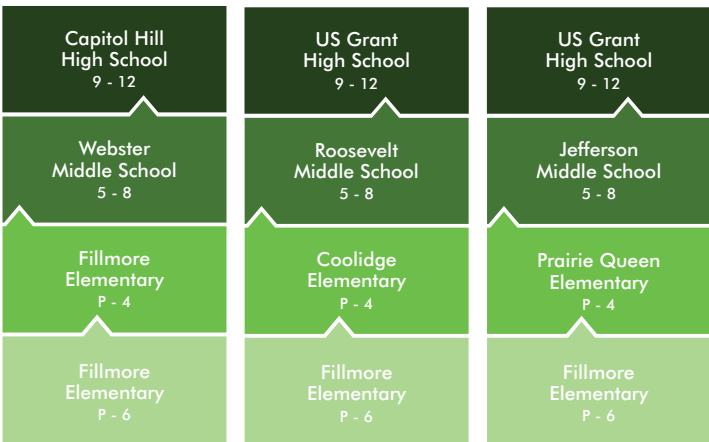 Capitol Hill
High School
9 - 12
Webster
Middle School
5 - 8
Fillmore
Elementary
P - 4
Fillmore
Elementary
P - 6
US Grant
High School
9 - 12
Roosevelt
Middle School
5 - 8
Coolidge
Elementary
P - 4
Fillmore
Elementary
P - 6
US Grant
High School
9 - 12
Jefferson
Middle School
5 - 8
Prairie Queen
Elementary
P - 4
Fillmore
Elementary
P - 6